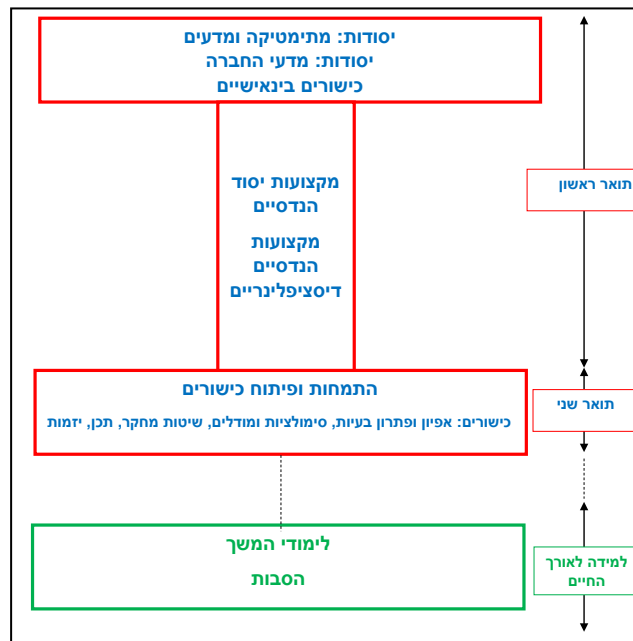 יסודות: מתימטיקה ומדעים
יסודות: מדעי החברה
כישורים בינאישיים
מקצועות יסוד
הנדסיים
מקצועות
הנדסיים
דיסציפלינריים
תואר ראשון
התמחות ופיתוח כישורים
כישורים: אפיון ופתרון בעיות, סימולציות ומודלים, שיטות מחקר, תכן, יזמות
תואר שני
לימודי המשך
הסבות
למידה לאורך
החיים